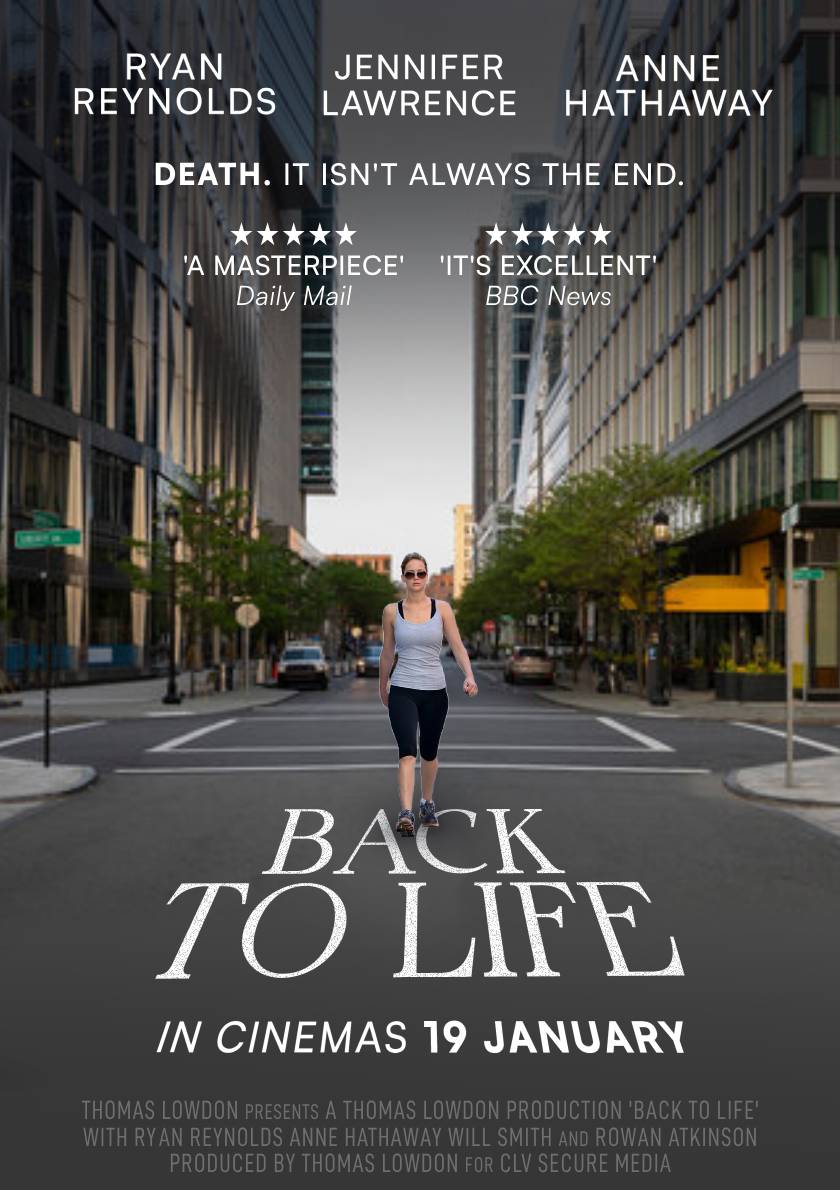 RYAN REYNOLDS
JENNIFER LAWRENCE
ANNE HATHAWAY
DEATH. IT ISN'T ALWAYS THE END.
★★★★★ ★★★★★
'A MASTERPIECE' 'IT'S EXCELLENT'
Daily Mail BBC News
BACK
TO LIFE
IN CINEMAS 19 JANUARY
THOMAS LOWDON PRESENTS A THOMAS LOWDON PRODUCTION 'BACK TO LIFE'
WITH RYAN REYNOLDS ANNE HATHAWAY WILL SMITH AND ROWAN ATKINSON
PRODUCED BY THOMAS LOWDON FOR CLV SECURE MEDIA